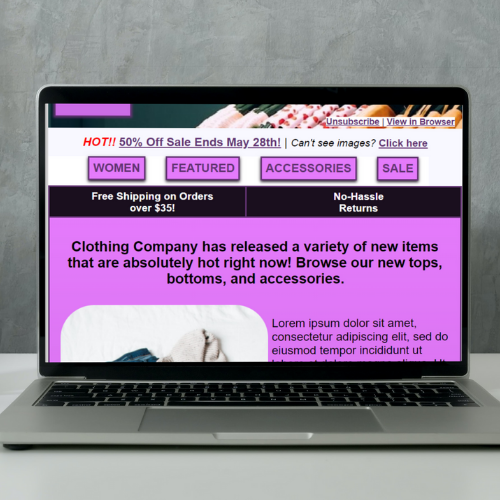 Unsubscribe | View in Browser
HOT!! 50% Off Sale Ends May 28th! | Can't see images? Click here
WOMEN FEATURED ACCESSORIES SALE
Free Shipping on Orders
over $35!
No-Hassle
Returns
Clothing Company has released a variety of new items
that are absolutely hot right now! Browse our new tops,
bottoms, and accessories.
Lorem ipsum dolor sit amet,
consectetur adipiscing elit, sed do
eiusmod tempor incididunt ut